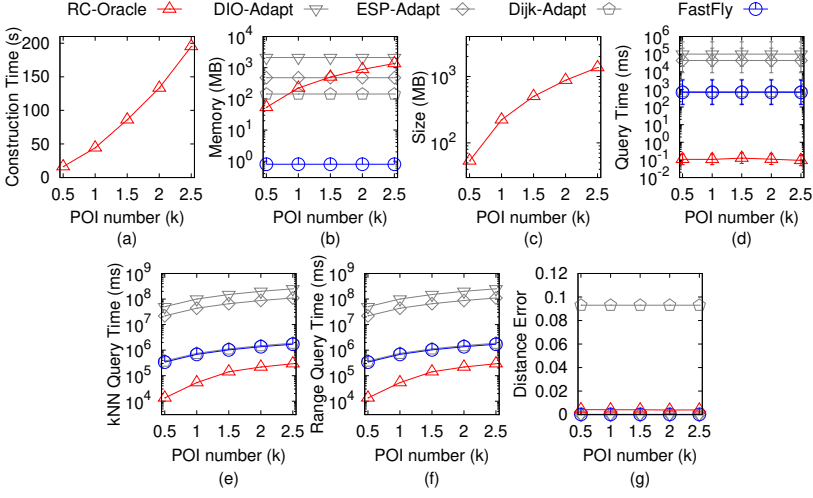 RC-Oracle DIO-Adapt ESP-Adapt Dijk-Adapt FastFly
Construction Time (s)
200
150
100
50
0
0.5 1 1.5 2 2.5
POI number (k)
(a)
Memory (MB)
10^4
10^3
10^2
10^1
10^0
0.5 1 1.5 2 2.5
POI number (k)
(b)
Size (MB)
10^3
10^2
0.5 1 1.5 2 2.5
POI number (k)
(c)
Query Time (ms)
10^6
10^5
10^4
10^3
10^2
10^1
10^0
10^-1
10^-2
0.5 1 1.5 2 2.5
POI number (k)
(d)
kNN Query Time (ms)
10^9
10^8
10^7
10^6
10^5
10^4
0.5 1 1.5 2 2.5
POI number (k)
(e)
Range Query Time (ms)
10^9
10^8
10^7
10^6
10^5
10^4
0.5 1 1.5 2 2.5
POI number (k)
(f)
Distance Error
0.12
0.1
0.08
0.06
0.04
0.02
0
0.5 1 1.5 2 2.5
POI number (k)
(g)